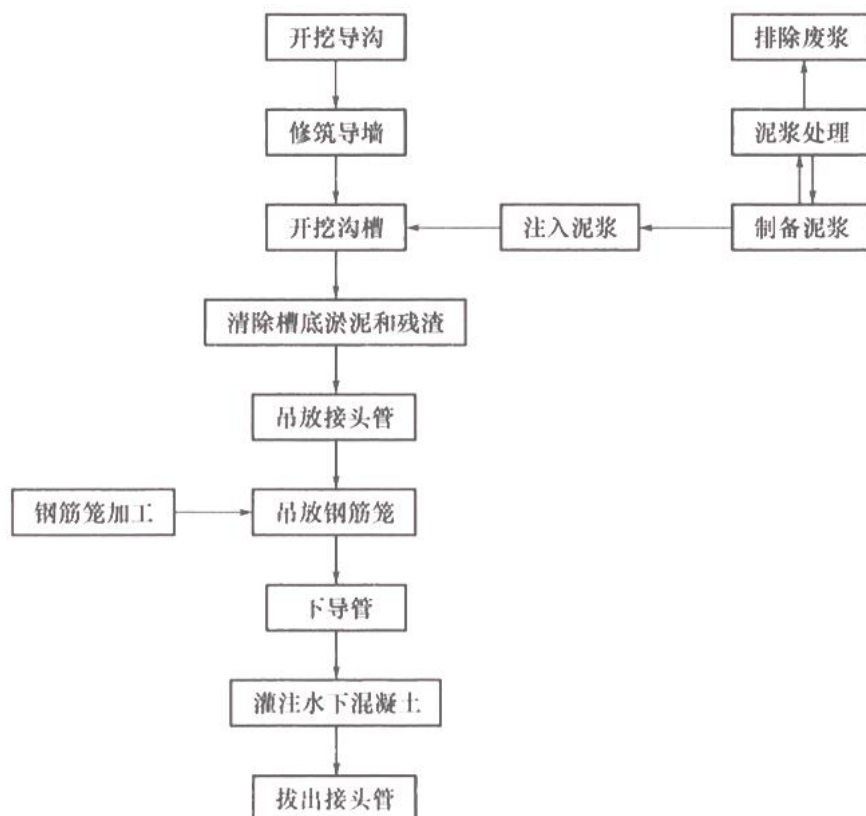 开挖导沟
排除废浆
修筑导墙
泥浆处理
开挖沟槽
注入泥浆
制备泥浆
清除槽底淤泥和残渣
吊放接头管
钢筋笼加工
吊放钢筋笼
下导管
灌注水下混凝土
拔出接头管